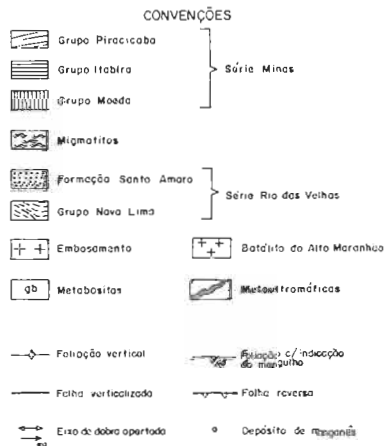 CONVENÇÕES
Grupo Piracicaba
Grupo Itabira
Série Minas
Grupo Moeda
Migmatitos
Formação Santo Amaro
Série Rio das Velhas
Grupo Nova Lima
Embasamento
Batólito do Alto Maranhão
gb Metabasitas
Metaultramáficas
Foliação vertical
Foliação c/indicação
do mergulho
Falha verticalizada
Falha reversa
Eixo de dobra apertada
Depósito de manganês